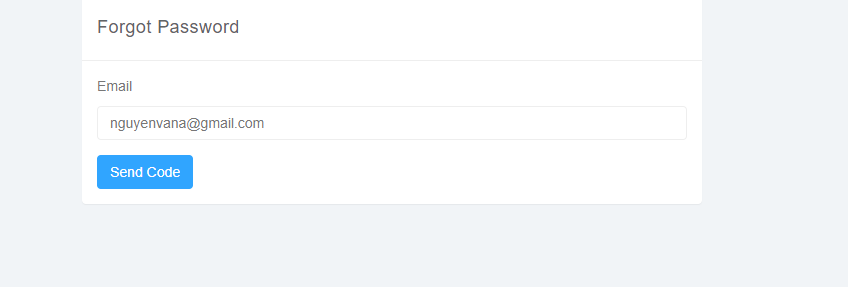 Forgot Password
Email
nguyenvana@gmail.com
Send Code